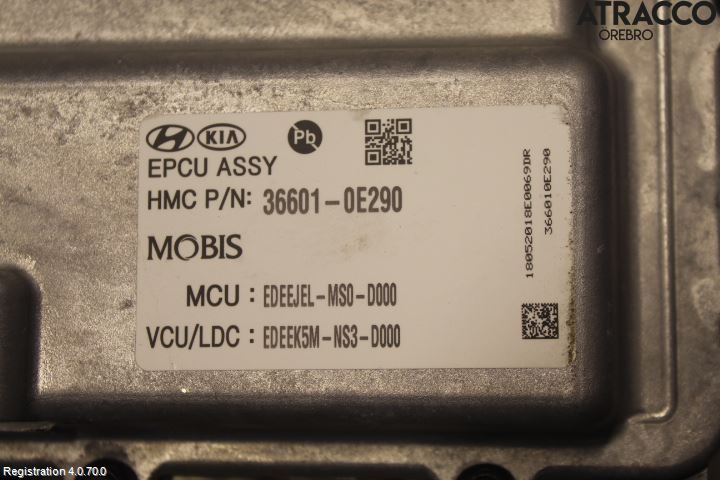 ATRACCO
ÖREBRO
KIA
Pb
EPCU ASSY
HMC P/N: 36601-0E290
MOBIS
MCU : EDEEJEL-MS0-D000
VCU/LDC : EDEEK5M-NS3-D000
18052018E0069DR
366010E290
Registration 4.0.70.0